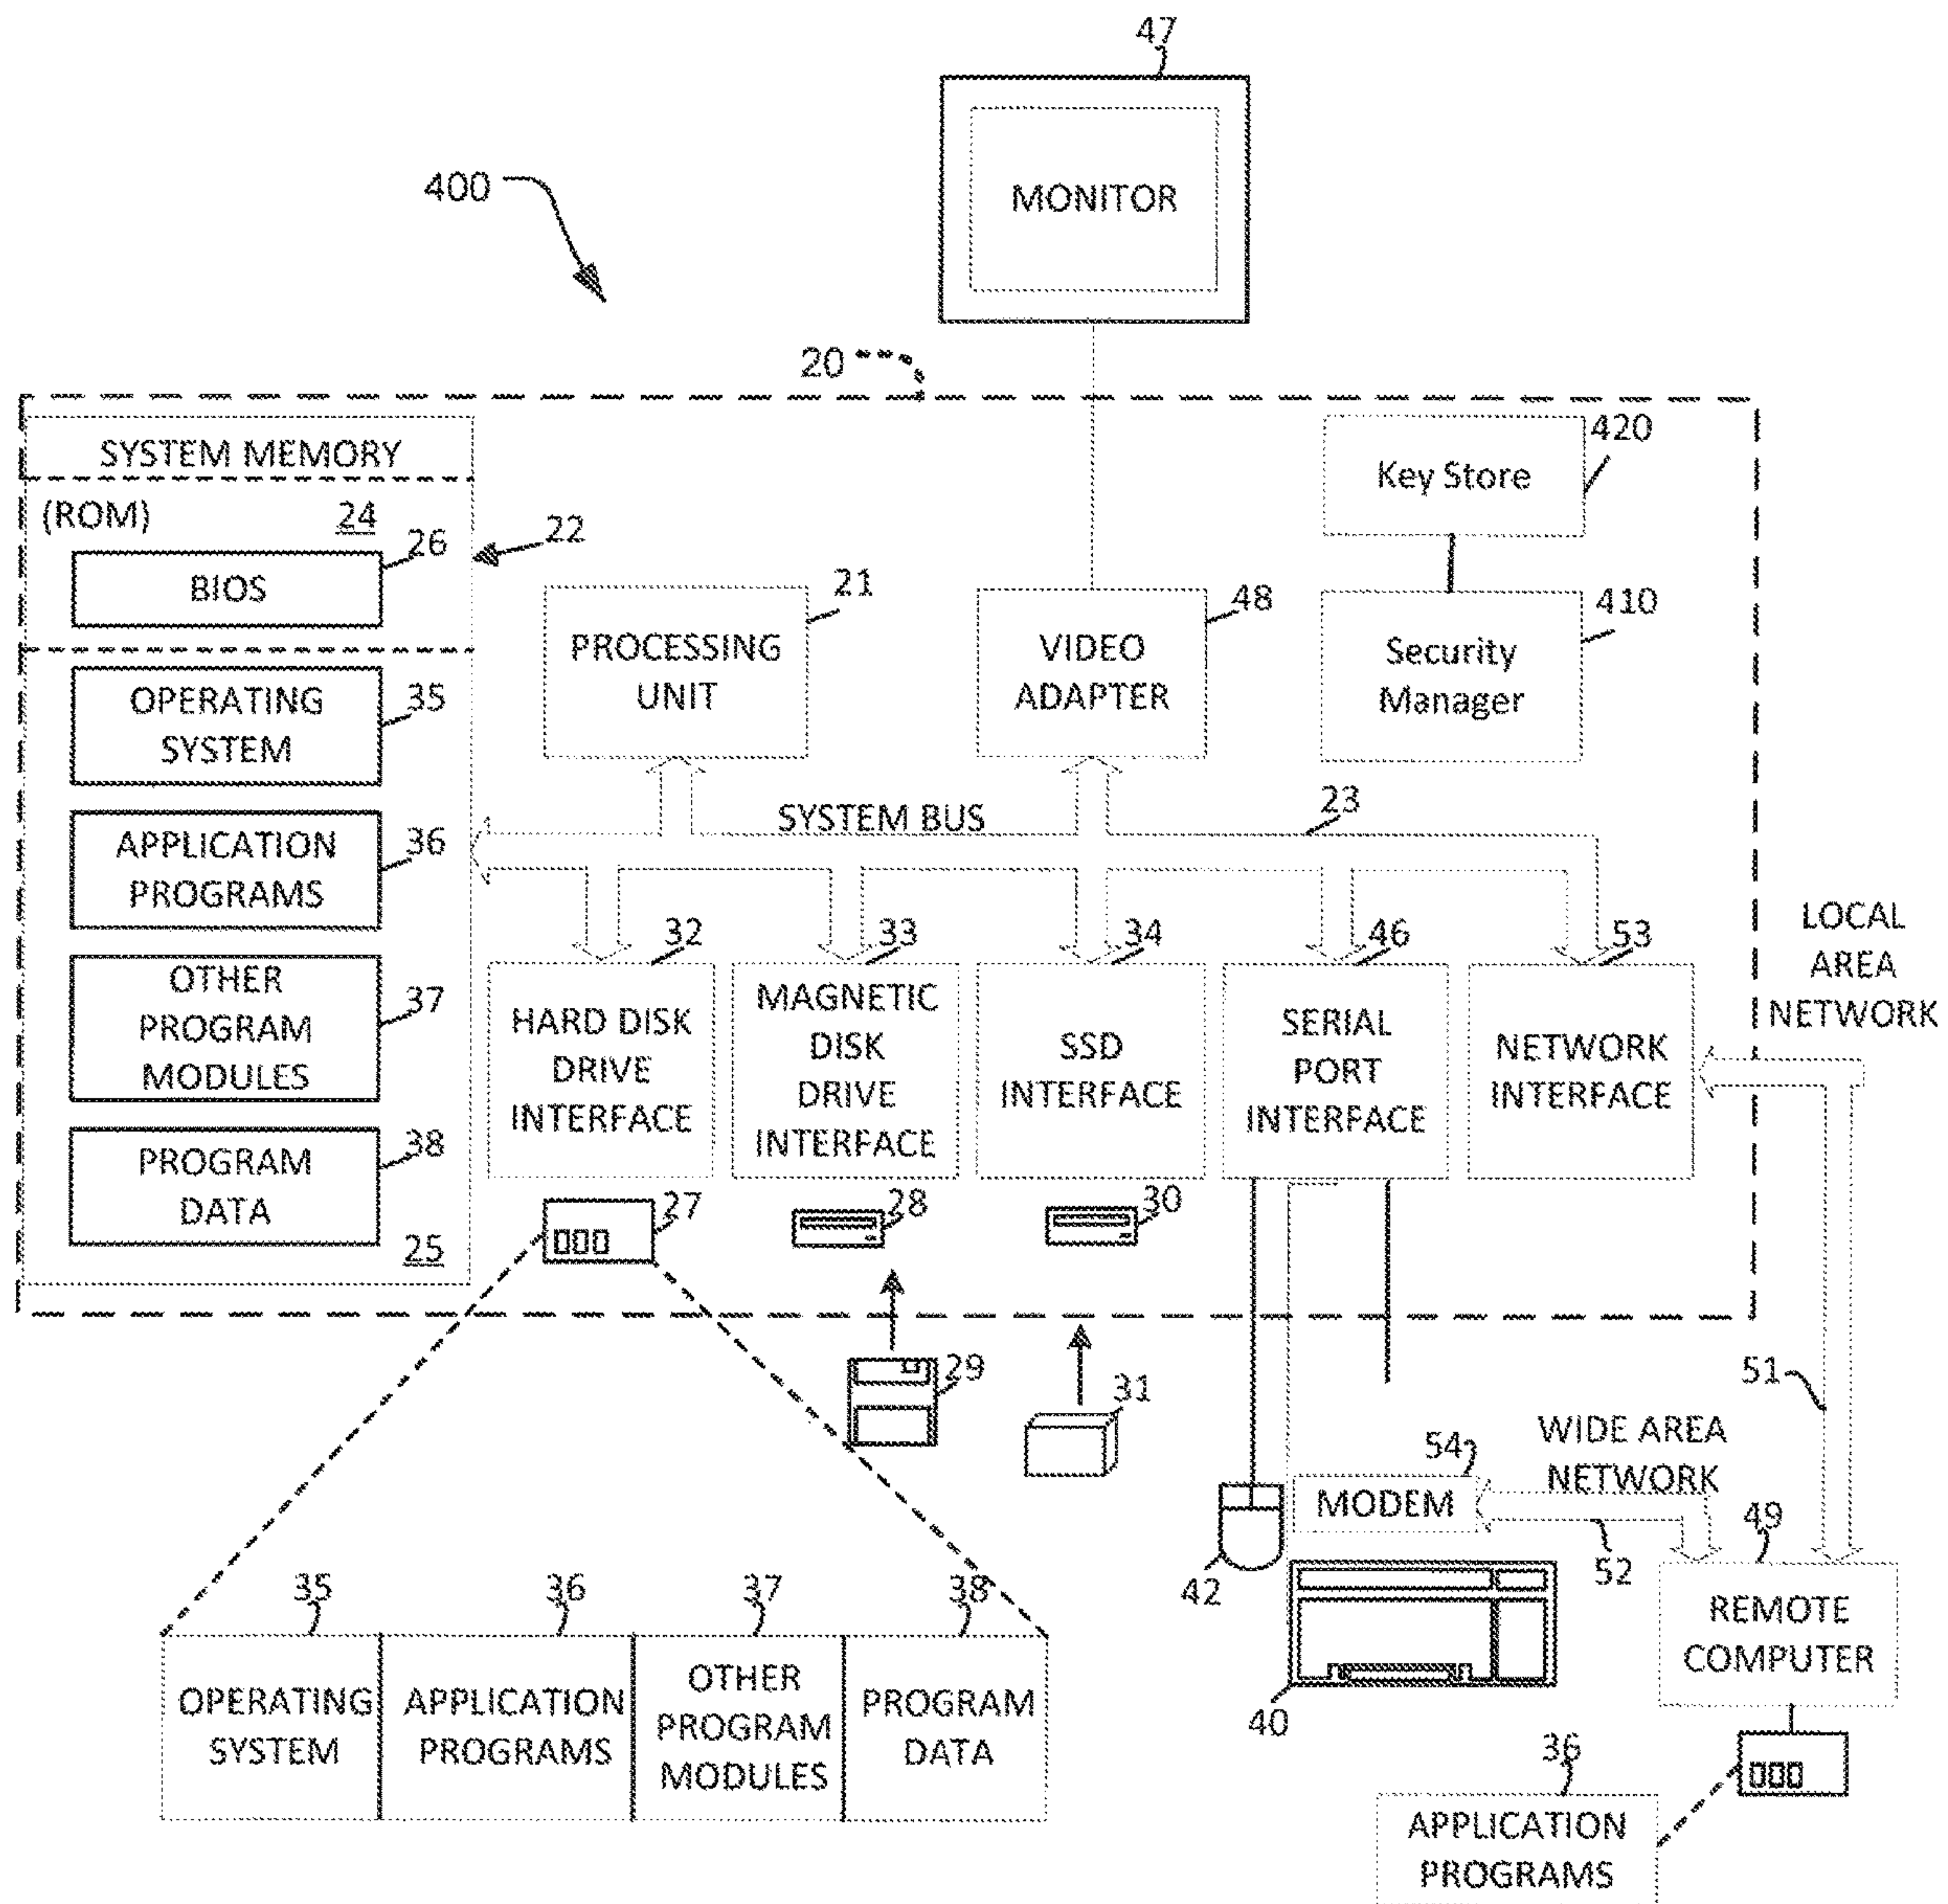 47
MONITOR
400
20
SYSTEM MEMORY
(ROM)
24
26
22
BIOS
OPERATING
SYSTEM
35
APPLICATION
PROGRAMS
36
OTHER
PROGRAM
MODULES
37
PROGRAM
DATA
38
25
PROCESSING
UNIT
21
VIDEO
ADAPTER
48
Key Store
420
Security
Manager
410
SYSTEM BUS
23
32
HARD DISK
DRIVE
INTERFACE
33
MAGNETIC
DISK
DRIVE
INTERFACE
34
SSD
INTERFACE
46
SERIAL
PORT
INTERFACE
53
NETWORK
INTERFACE
LOCAL
AREA
NETWORK
27
28
30
29
31
51
WIDE AREA
NETWORK
54
MODEM
52
49
42
40
REMOTE
COMPUTER
35
36
37
38
OPERATING
SYSTEM
APPLICATION
PROGRAMS
OTHER
PROGRAM
MODULES
PROGRAM
DATA
36
APPLICATION
PROGRAMS